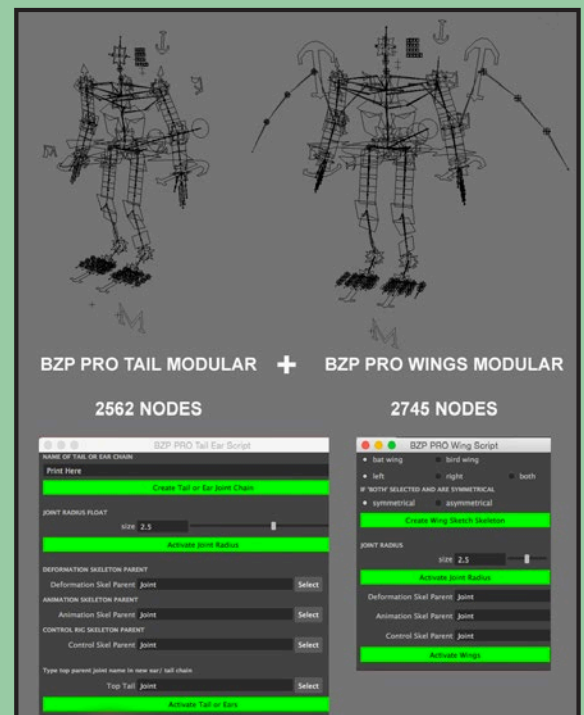 BZP PRO TAIL MODULAR + BZP PRO WINGS MODULAR
2562 NODES
2745 NODES
BZP PRO Tail Ear Script
NAME OF TAIL OR EAR CHAIN
Print Here
Create Tail or Ear Joint Chain
JOINT RADIUS FLOAT
size 2.5
Activate Joint Radius
DEFORMATION SKELETON PARENT
Deformation Skel Parent Joint Select
ANIMATION SKELETON PARENT
Animation Skel Parent Joint Select
CONTROL RIG SKELETON PARENT
Control Skel Parent Joint Select
Type top parent joint name in new ear/ tail chain
Top Tail Joint Select
Activate Tail or Ears
BZP PRO Wing Script
bat wing bird wing
left right both
IF 'BOTH' SELECTED AND ARE SYMMETRICAL
symmetrical asymmetrical
Create Wing Sketch Skeleton
JOINT RADIUS
size 2.5
Activate Joint Radius
Deformation Skel Parent Joint
Animation Skel Parent Joint
Control Skel Parent Joint
Activate Wings
M
M